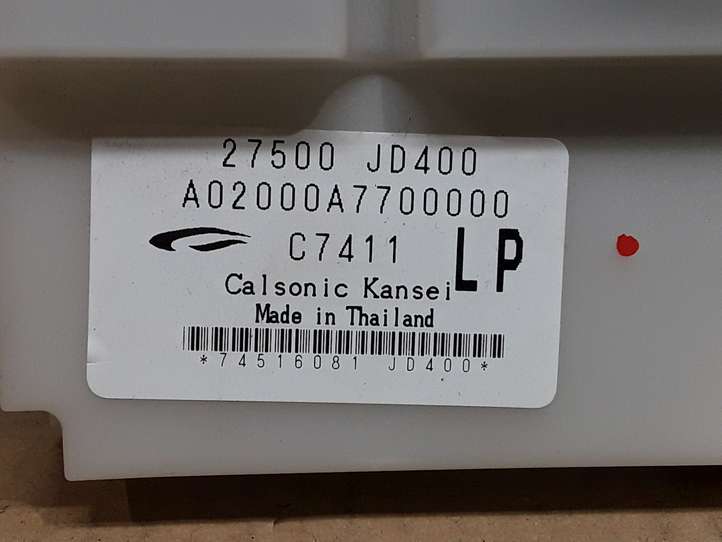 27500 JD400
A02000A7700000
C7411 LP
Calsonic Kansei
Made in Thailand
*74516081 JD400*